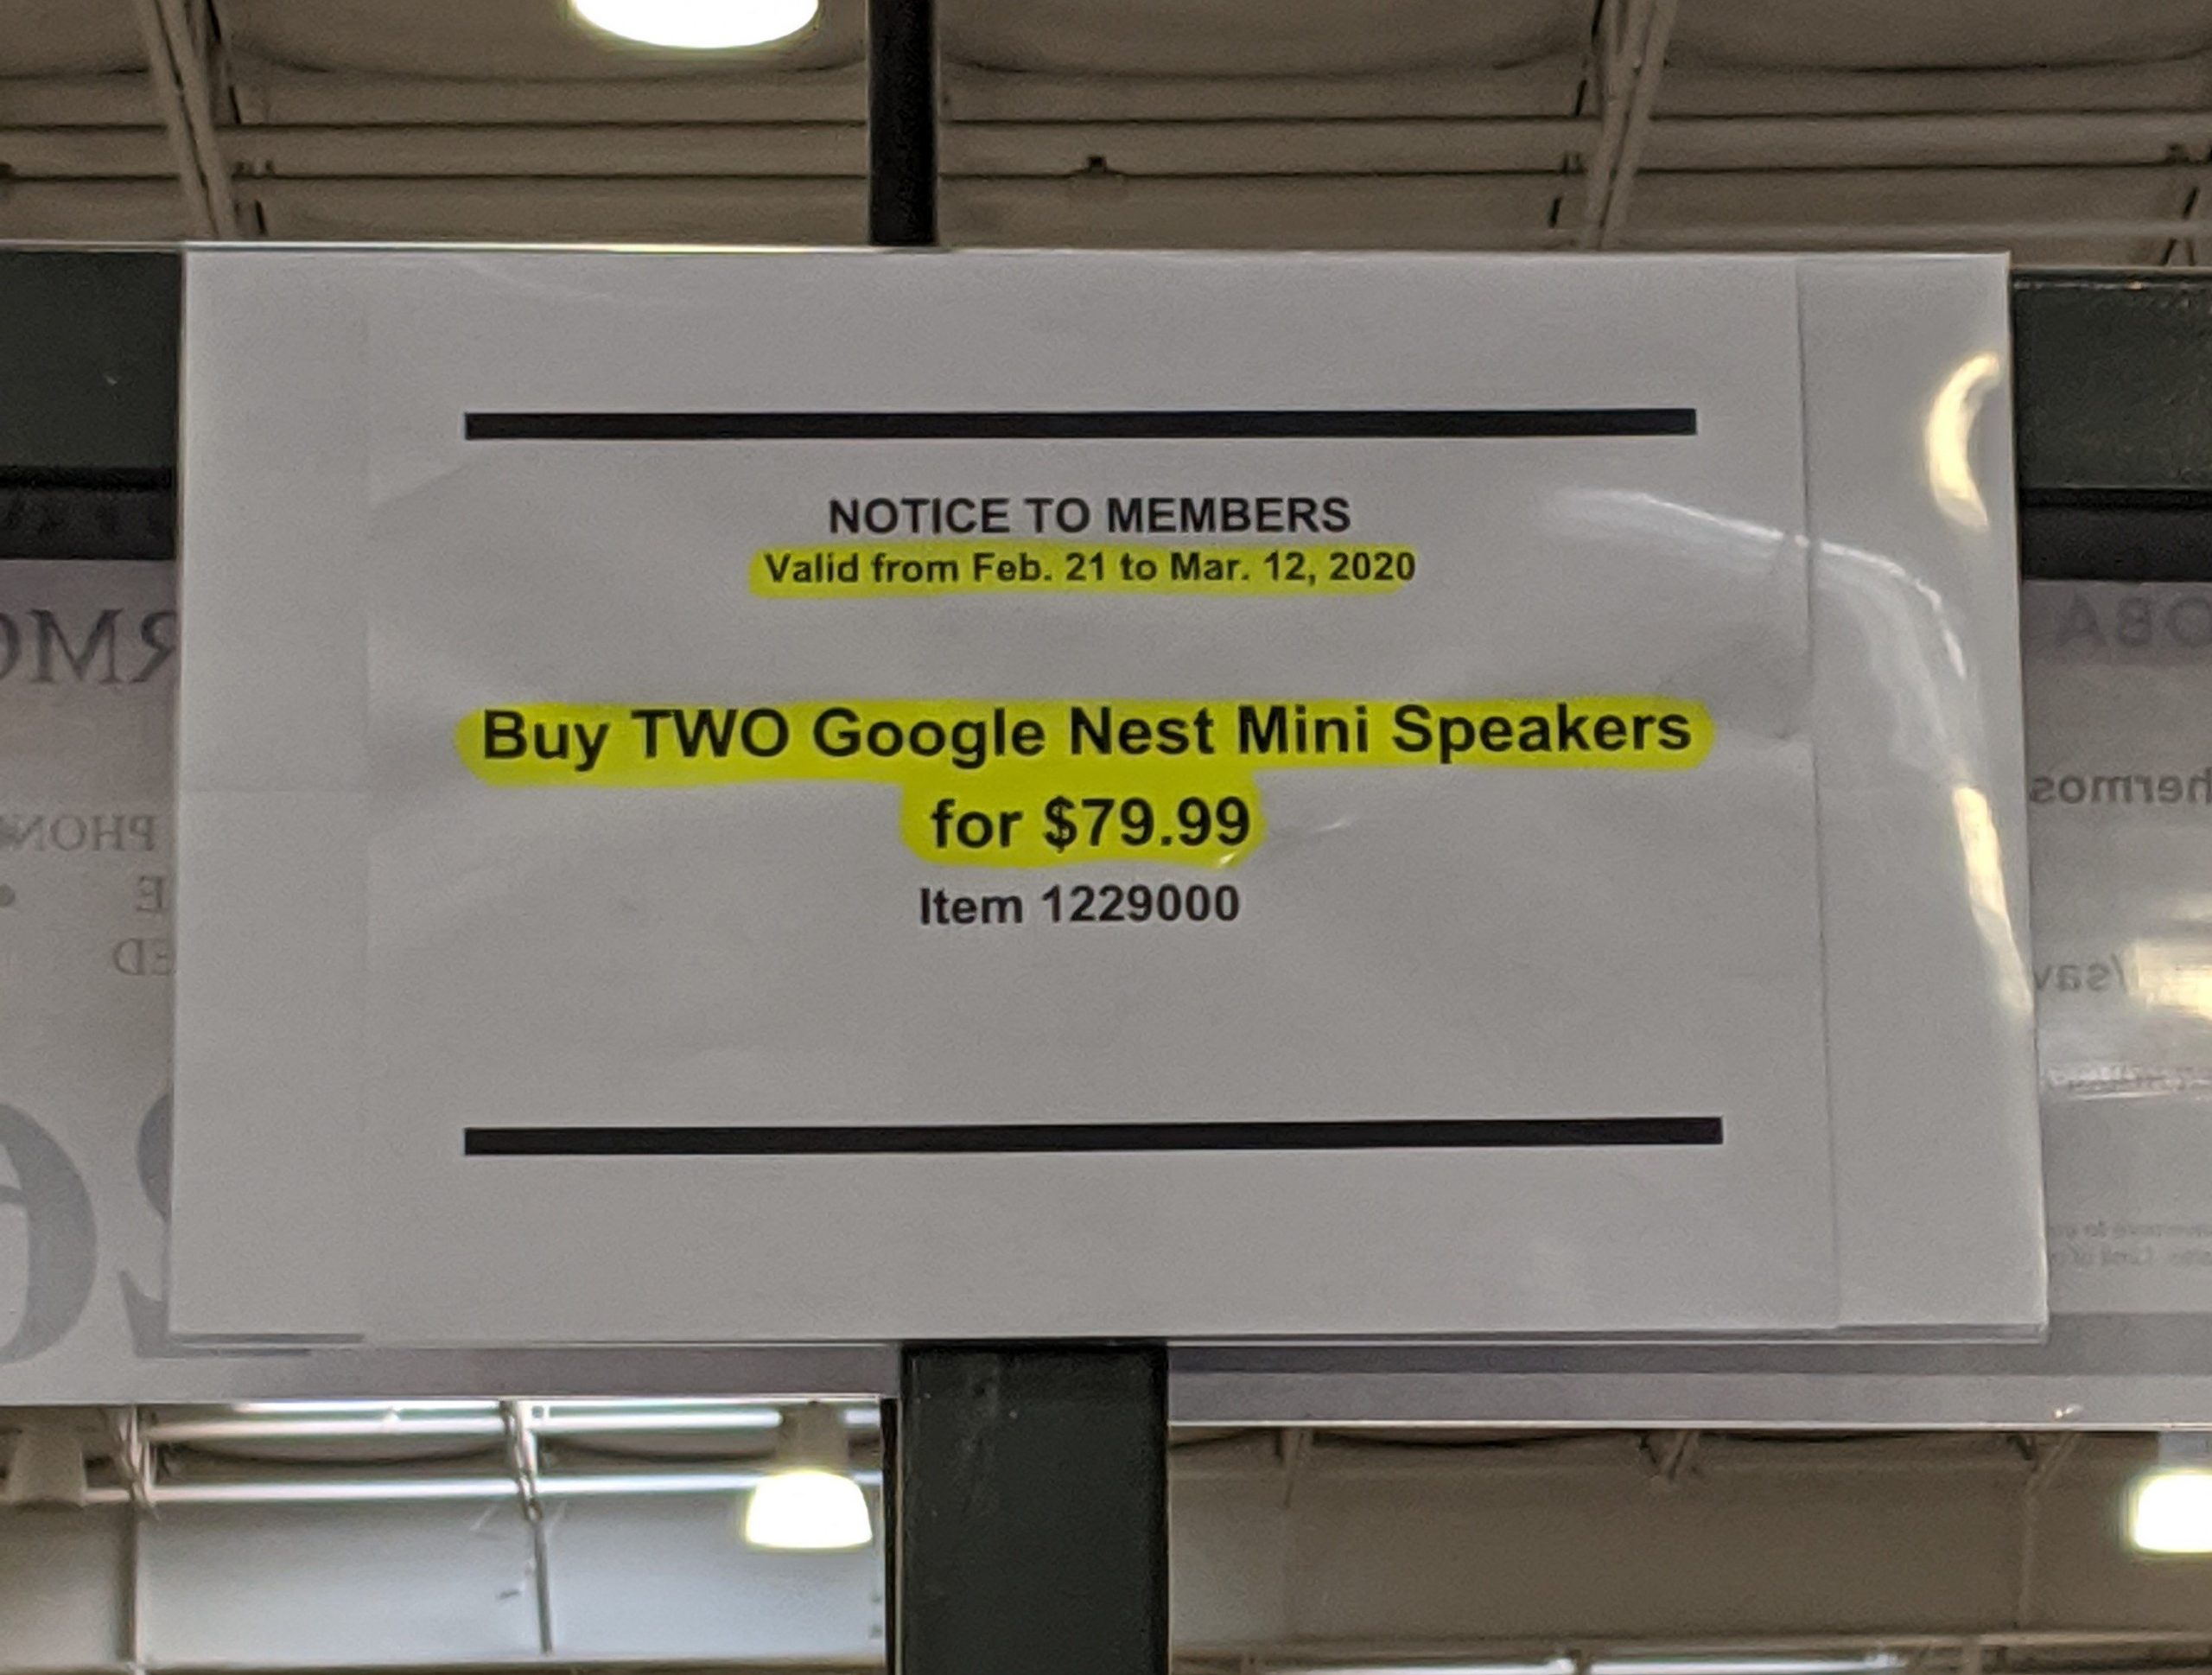 NOTICE TO MEMBERS
Valid from Feb. 21 to Mar. 12, 2020
Buy TWO Google Nest Mini Speakers
for $79.99
Item 1229000